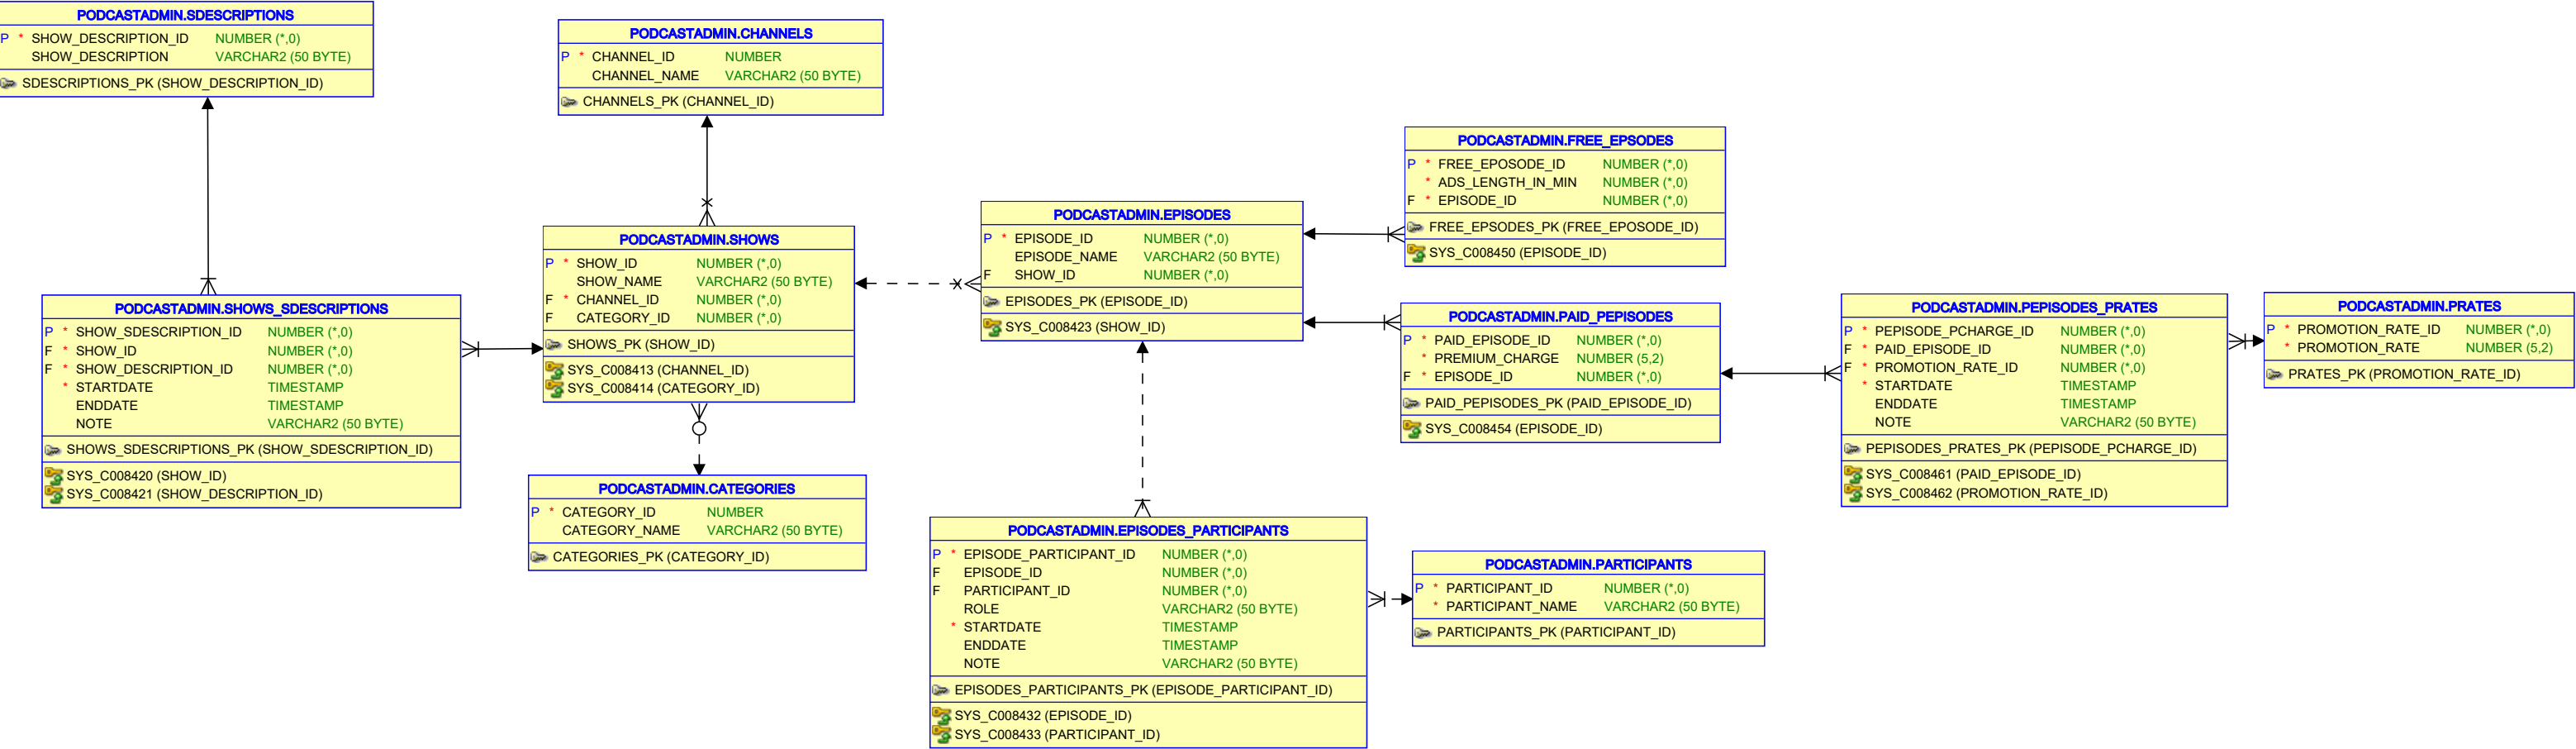 PODCASTADMIN.SDESCRIPTIONS
P * SHOW_DESCRIPTION_ID NUMBER (*,0)
SHOW_DESCRIPTION VARCHAR2 (50 BYTE)
SDESCRIPTIONS_PK (SHOW_DESCRIPTION_ID)
PODCASTADMIN.CHANNELS
P * CHANNEL_ID NUMBER
CHANNEL_NAME VARCHAR2 (50 BYTE)
CHANNELS_PK (CHANNEL_ID)
PODCASTADMIN.FREE_EPSODES
P * FREE_EPOSODE_ID NUMBER (*,0)
* ADS_LENGTH_IN_MIN NUMBER (*,0)
F * EPISODE_ID NUMBER (*,0)
FREE_EPSODES_PK (FREE_EPOSODE_ID)
SYS_C008450 (EPISODE_ID)
PODCASTADMIN.EPISODES
P * EPISODE_ID NUMBER (*,0)
EPISODE_NAME VARCHAR2 (50 BYTE)
F SHOW_ID NUMBER (*,0)
EPISODES_PK (EPISODE_ID)
SYS_C008423 (SHOW_ID)
PODCASTADMIN.SHOWS
P * SHOW_ID NUMBER (*,0)
SHOW_NAME VARCHAR2 (50 BYTE)
F * CHANNEL_ID NUMBER (*,0)
F CATEGORY_ID NUMBER (*,0)
SHOWS_PK (SHOW_ID)
SYS_C008413 (CHANNEL_ID)
SYS_C008414 (CATEGORY_ID)
PODCASTADMIN.SHOWS_SDESCRIPTIONS
P * SHOW_SDESCRIPTION_ID NUMBER (*,0)
F * SHOW_ID NUMBER (*,0)
F * SHOW_DESCRIPTION_ID NUMBER (*,0)
* STARTDATE TIMESTAMP
ENDDATE TIMESTAMP
NOTE VARCHAR2 (50 BYTE)
SHOWS_SDESCRIPTIONS_PK (SHOW_SDESCRIPTION_ID)
SYS_C008420 (SHOW_ID)
SYS_C008421 (SHOW_DESCRIPTION_ID)
PODCASTADMIN.PAID_PEPISODES
P * PAID_EPISODE_ID NUMBER (*,0)
* PREMIUM_CHARGE NUMBER (5,2)
F * EPISODE_ID NUMBER (*,0)
PAID_PEPISODES_PK (PAID_EPISODE_ID)
SYS_C008454 (EPISODE_ID)
PODCASTADMIN.PEPISODES_PRATES
P * PEPISODE_PCHARGE_ID NUMBER (*,0)
F * PAID_EPISODE_ID NUMBER (*,0)
F * PROMOTION_RATE_ID NUMBER (*,0)
* STARTDATE TIMESTAMP
ENDDATE TIMESTAMP
NOTE VARCHAR2 (50 BYTE)
PEPISODES_PRATES_PK (PEPISODE_PCHARGE_ID)
SYS_C008461 (PAID_EPISODE_ID)
SYS_C008462 (PROMOTION_RATE_ID)
PODCASTADMIN.PRATES
P * PROMOTION_RATE_ID NUMBER (*,0)
* PROMOTION_RATE NUMBER (5,2)
PRATES_PK (PROMOTION_RATE_ID)
PODCASTADMIN.CATEGORIES
P * CATEGORY_ID NUMBER
CATEGORY_NAME VARCHAR2 (50 BYTE)
CATEGORIES_PK (CATEGORY_ID)
PODCASTADMIN.EPISODES_PARTICIPANTS
P * EPISODE_PARTICIPANT_ID NUMBER (*,0)
F EPISODE_ID NUMBER (*,0)
F PARTICIPANT_ID NUMBER (*,0)
ROLE VARCHAR2 (50 BYTE)
* STARTDATE TIMESTAMP
ENDDATE TIMESTAMP
NOTE VARCHAR2 (50 BYTE)
EPISODES_PARTICIPANTS_PK (EPISODE_PARTICIPANT_ID)
SYS_C008432 (EPISODE_ID)
SYS_C008433 (PARTICIPANT_ID)
PODCASTADMIN.PARTICIPANTS
P * PARTICIPANT_ID NUMBER (*,0)
* PARTICIPANT_NAME VARCHAR2 (50 BYTE)
PARTICIPANTS_PK (PARTICIPANT_ID)